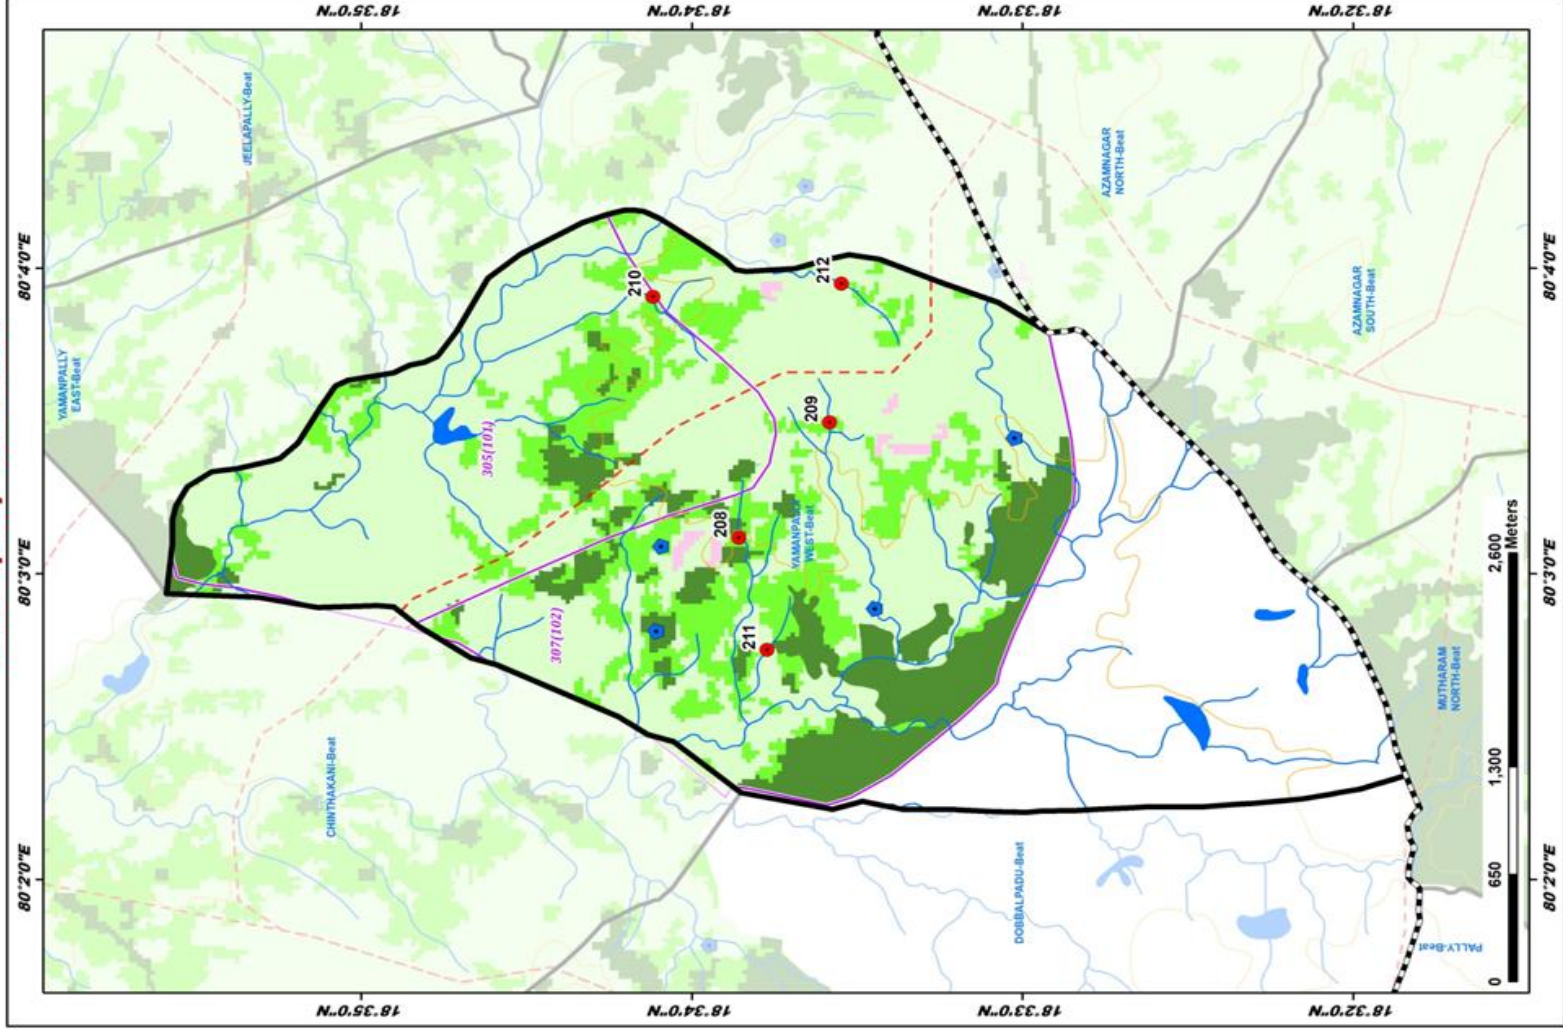 18°35'0"N
18°34'0"N
18°33'0"N
18°32'0"N
80°4'0"E
80°3'0"E
80°2'0"E
YAMANPALLY
EAST-Beat
JEELAPALLY-Beat
AZAMNAGAR
NORTH-Beat
AZAMNAGAR
SOUTH-Beat
80°4'0"E
80°3'0"E
80°2'0"E
210
212
209
208
211
305(101)
307(102)
WEST-Beat
CHINTHAKANI-Beat
DOBBALPADU-Beat
MUTHARAM
NORTH-Beat
PALLY-Beat
0
650
1,300
2,600
Meters
18°35'0"N
18°34'0"N
18°33'0"N
18°32'0"N